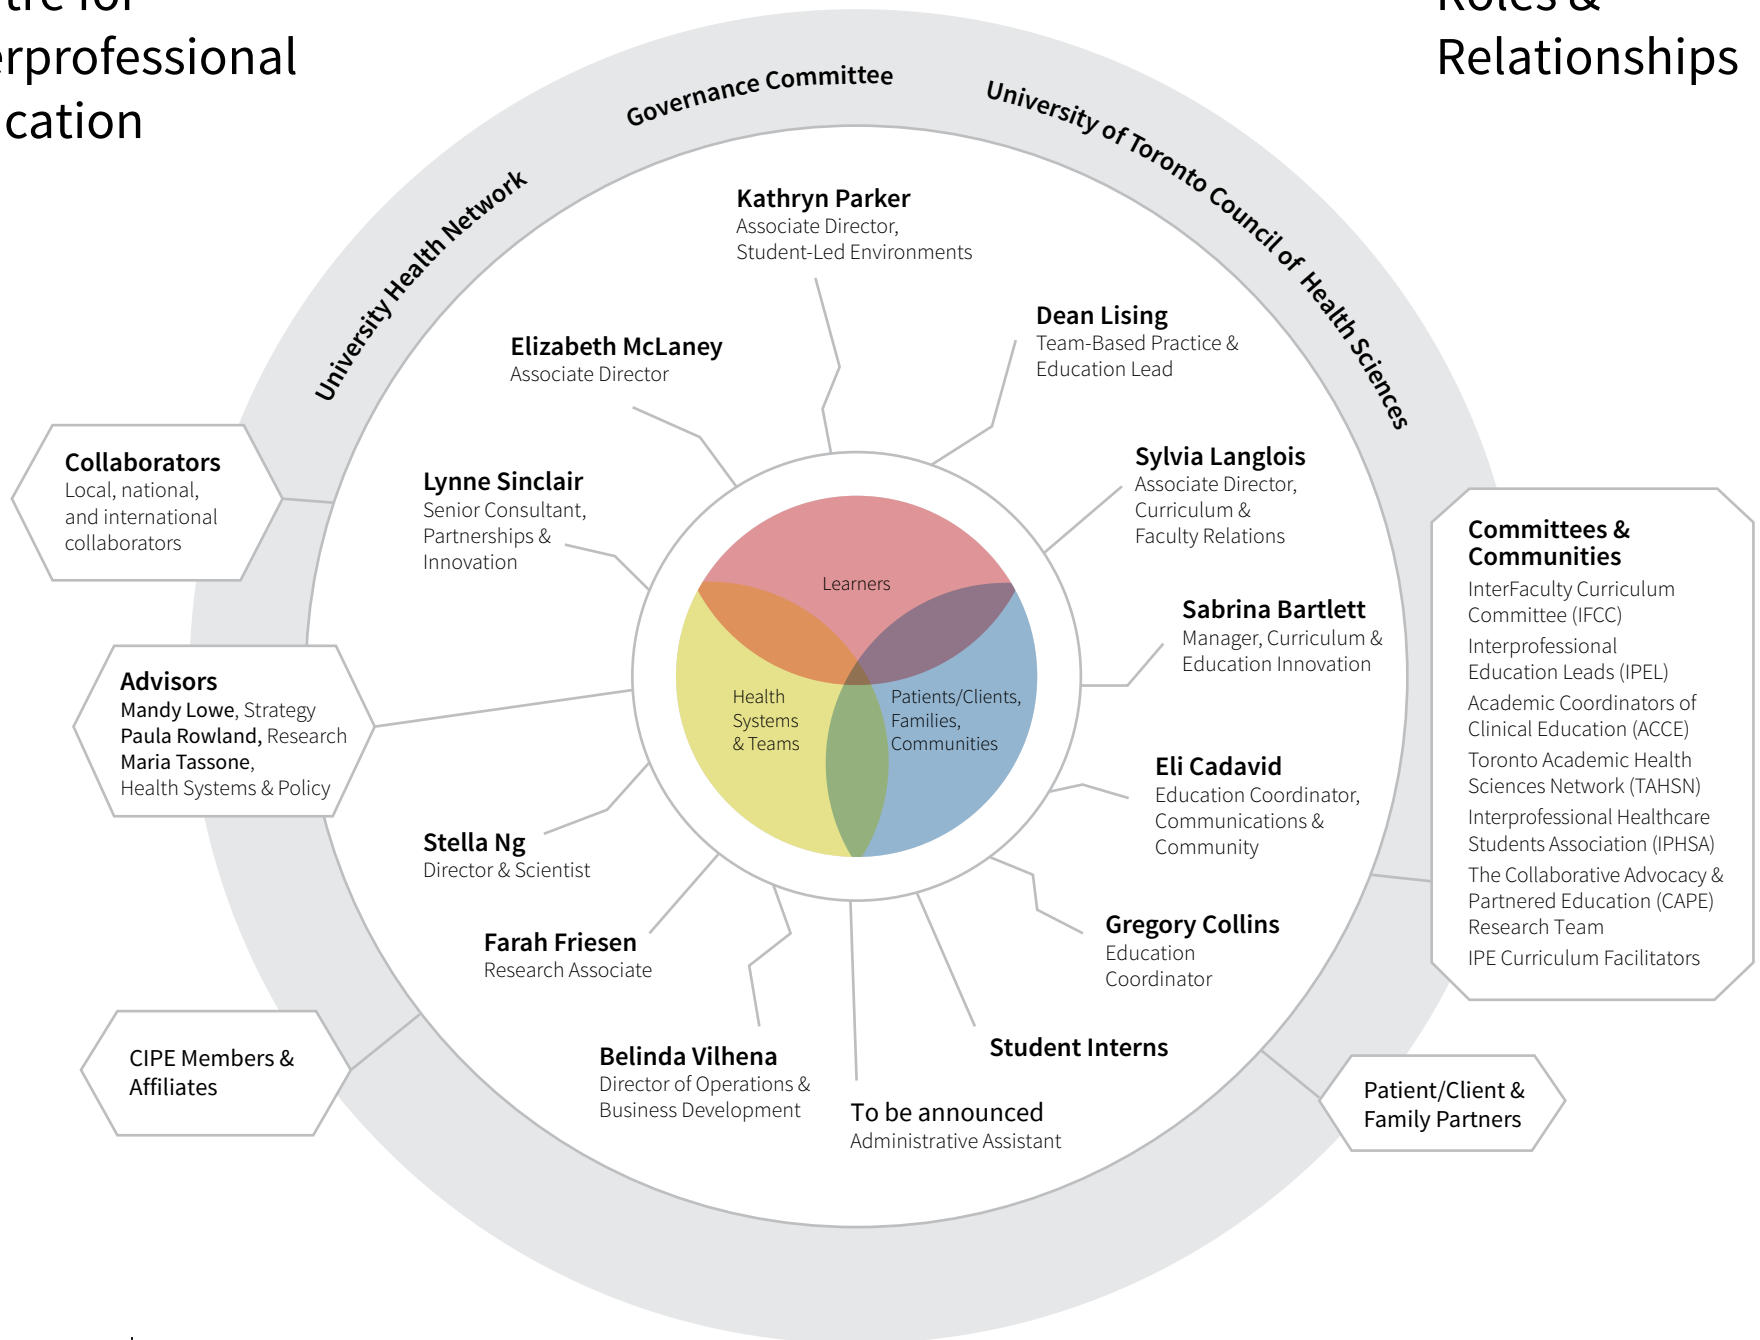 erprofessional
cation
Relationships
University Health Network
Governance Committee
University of Toronto Council of Health Sciences
Kathryn Parker
Associate Director,
Student-Led Environments
Dean Lising
Team-Based Practice &
Education Lead
Elizabeth McLaney
Associate Director
Sylvia Langlois
Associate Director,
Curriculum &
Faculty Relations
Lynne Sinclair
Senior Consultant,
Partnerships &
Innovation
Collaborators
Local, national,
and international
collaborators
Committees &
Communities
InterFaculty Curriculum
Committee (IFCC)
Interprofessional
Education Leads (IPEL)
Academic Coordinators of
Clinical Education (ACCE)
Toronto Academic Health
Sciences Network (TAHSN)
Interprofessional Healthcare
Students Association (IPHSA)
The Collaborative Advocacy &
Partnered Education (CAPE)
Research Team
IPE Curriculum Facilitators
Learners
Health
Systems
& Teams
Patients/Clients,
Families,
Communities
Sabrina Bartlett
Manager, Curriculum &
Education Innovation
Advisors
Mandy Lowe, Strategy
Paula Rowland, Research
Maria Tassone,
Health Systems & Policy
Eli Cadavid
Education Coordinator,
Communications &
Community
Stella Ng
Director & Scientist
Gregory Collins
Education
Coordinator
Farah Friesen
Research Associate
CIPE Members &
Affiliates
Belinda Vilhena
Director of Operations &
Business Development
Student Interns
To be announced
Administrative Assistant
Patient/Client &
Family Partners